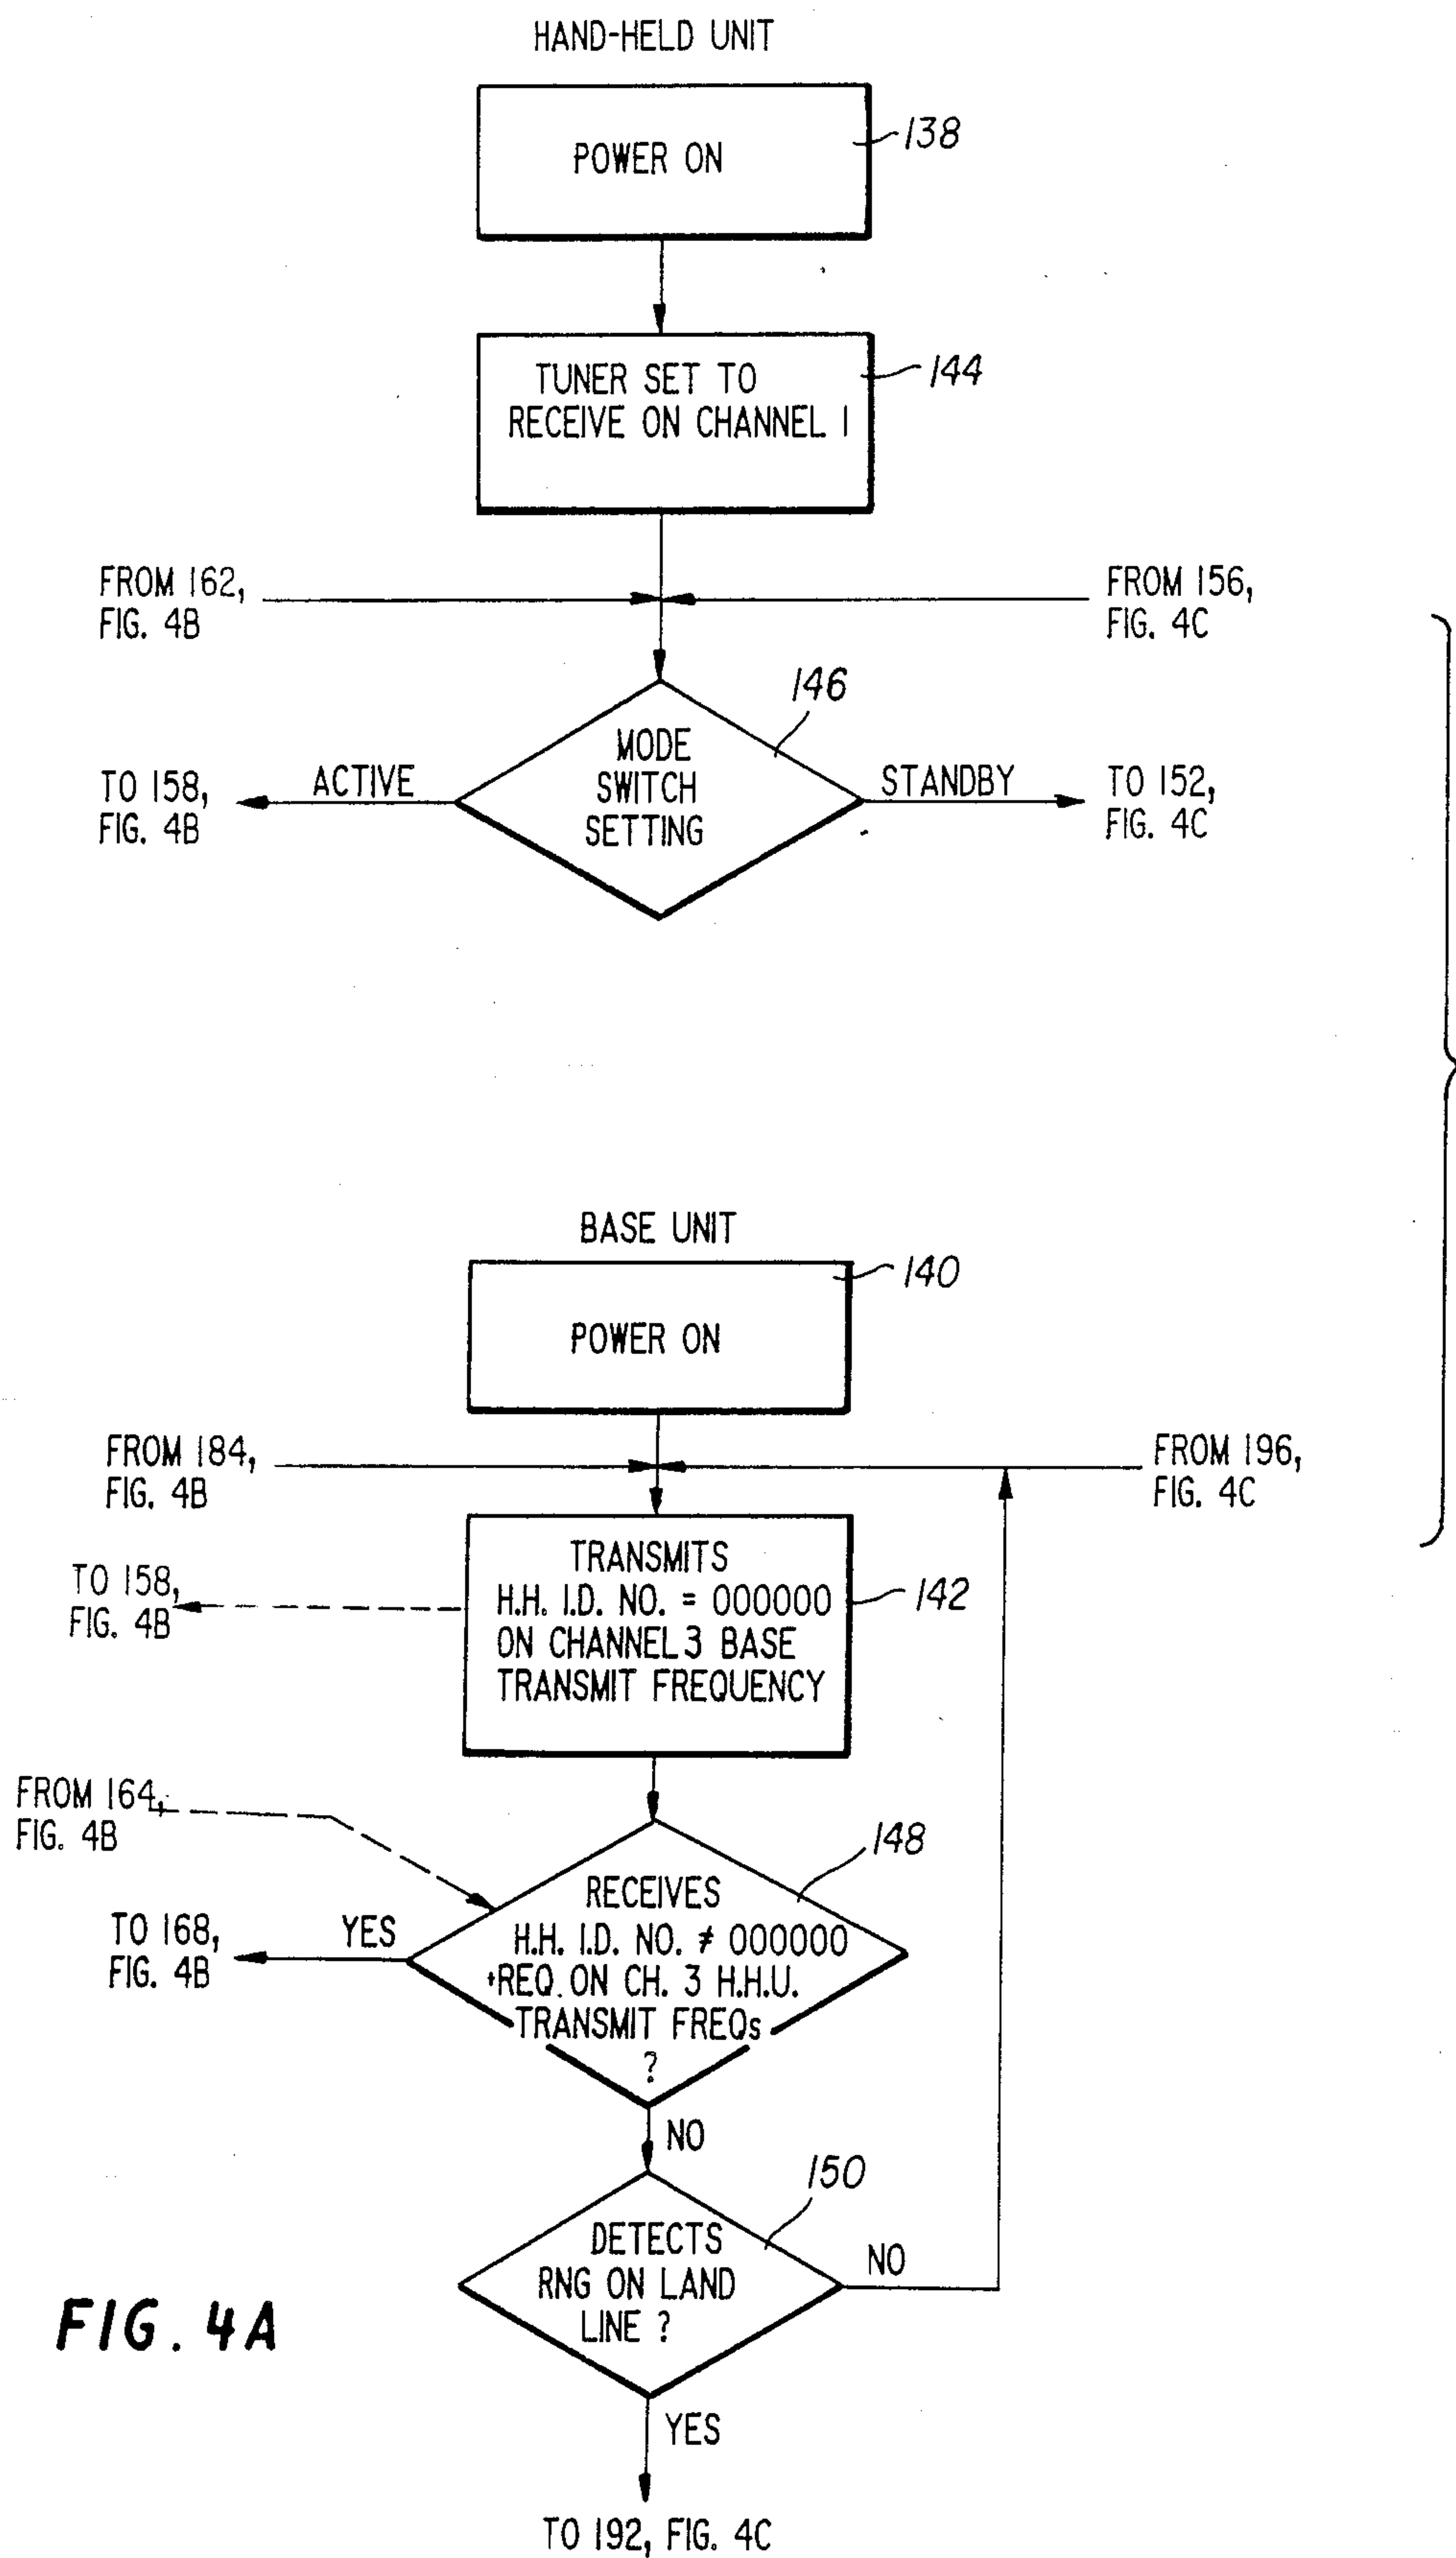 HAND-HELD UNIT
POWER ON
138
TUNER SET TO
RECEIVE ON CHANNEL 1
144
FROM 162,
FIG. 4B
FROM 156,
FIG. 4C
146
MODE
SWITCH
SETTING
ACTIVE
TO 158,
FIG. 4B
STANDBY
TO 152,
FIG. 4C
BASE UNIT
140
POWER ON
FROM 184,
FIG. 4B
FROM 196,
FIG. 4C
TRANSMITS
H.H. I.D. NO. = 000000
ON CHANNEL 3 BASE
TRANSMIT FREQUENCY
142
TO 158,
FIG. 4B
FROM 164,
FIG. 4B
148
RECEIVES
H.H. I.D. NO. ≠ 000000
+REQ. ON CH. 3 H.H.U.
TRANSMIT FREQs
?
YES
TO 168,
FIG. 4B
NO
150
DETECTS
RNG ON LAND
LINE ?
NO
YES
TO 192, FIG. 4C
FIG. 4A